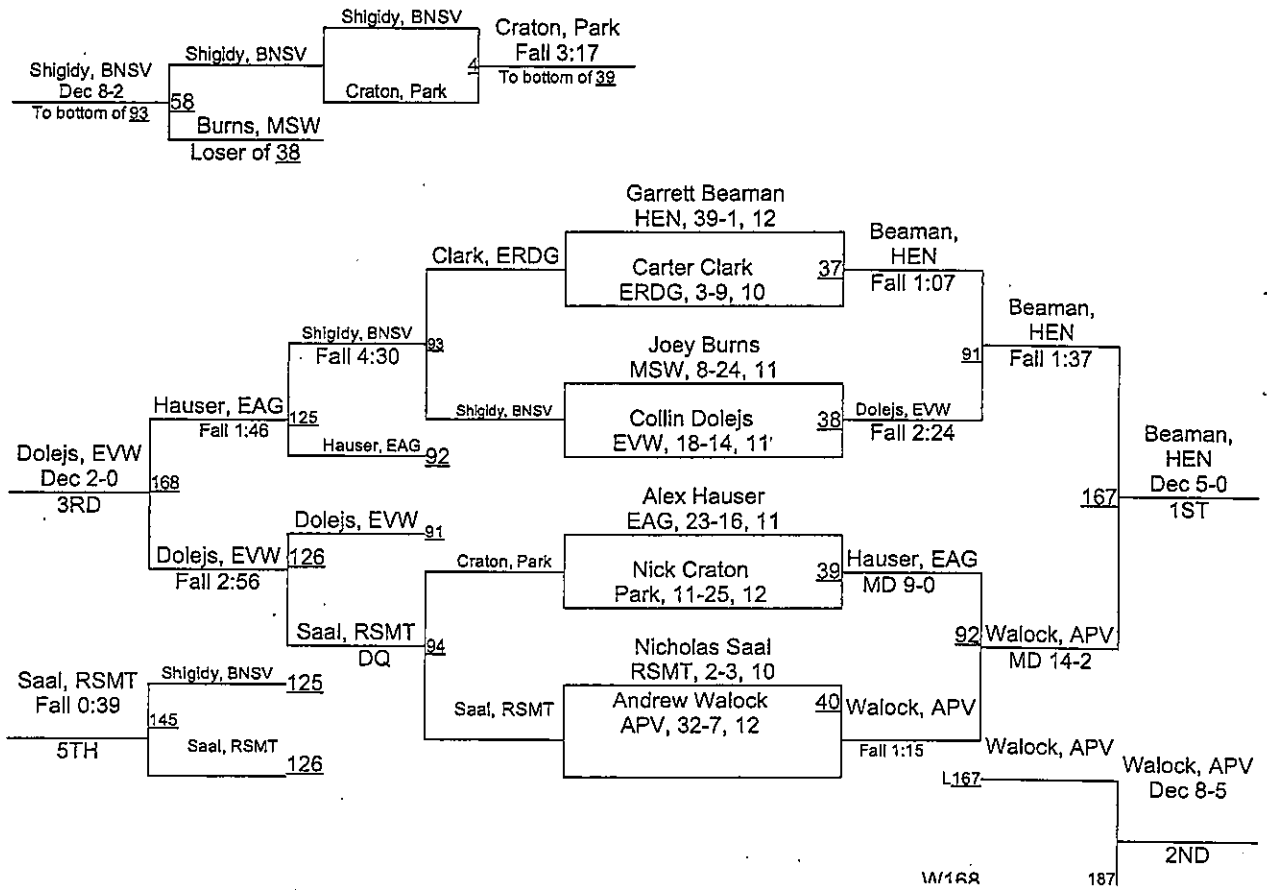 Shigidy, BNSV
Craton, Park
Fall 3:17
Shigidy, BNSV
Shigidy, BNSV
Dec 8-2
4
To bottom of 39
Craton, Park
To bottom of 93
58
Burns, MSW
Loser of 38
Garrett Beaman
HEN, 39-1, 12
Clark, ERDG
Beaman,
HEN
Carter Clark
ERDG, 3-9, 10
37
Fall 1:07
Shigidy, BNSV
Fall 4:30
93
Joey Burns
MSW, 8-24, 11
91
Beaman,
HEN
Fall 1:37
Hauser, EAG
Fall 1:46
125
Shigidy, BNSV
Collin Dolejs
EVW, 18-14, 11
38
Dolejs, EVW
Fall 2:24
Hauser, EAG
92
Dolejs, EVW
Dec 2-0
3RD
168
Beaman,
HEN
Dec 5-0
1ST
167
Alex Hauser
EAG, 23-16, 11
Dolejs, EVW
91
Dolejs, EVW
Fall 2:56
126
Craton, Park
Nick Craton
Park, 11-25, 12
39
Hauser, EAG
MD 9-0
Saal, RSMT
DQ
94
Nicholas Saal
RSMT, 2-3, 10
92
Walock, APV
MD 14-2
Saal, RSMT
Fall 0:39
5TH
Shigidy, BNSV
125
145
Saal, RSMT
126
Saal, RSMT
Andrew Walock
APV, 32-7, 12
40
Walock, APV
Fall 1:15
Walock, APV
L167
Walock, APV
Dec 8-5
2ND
W168
187